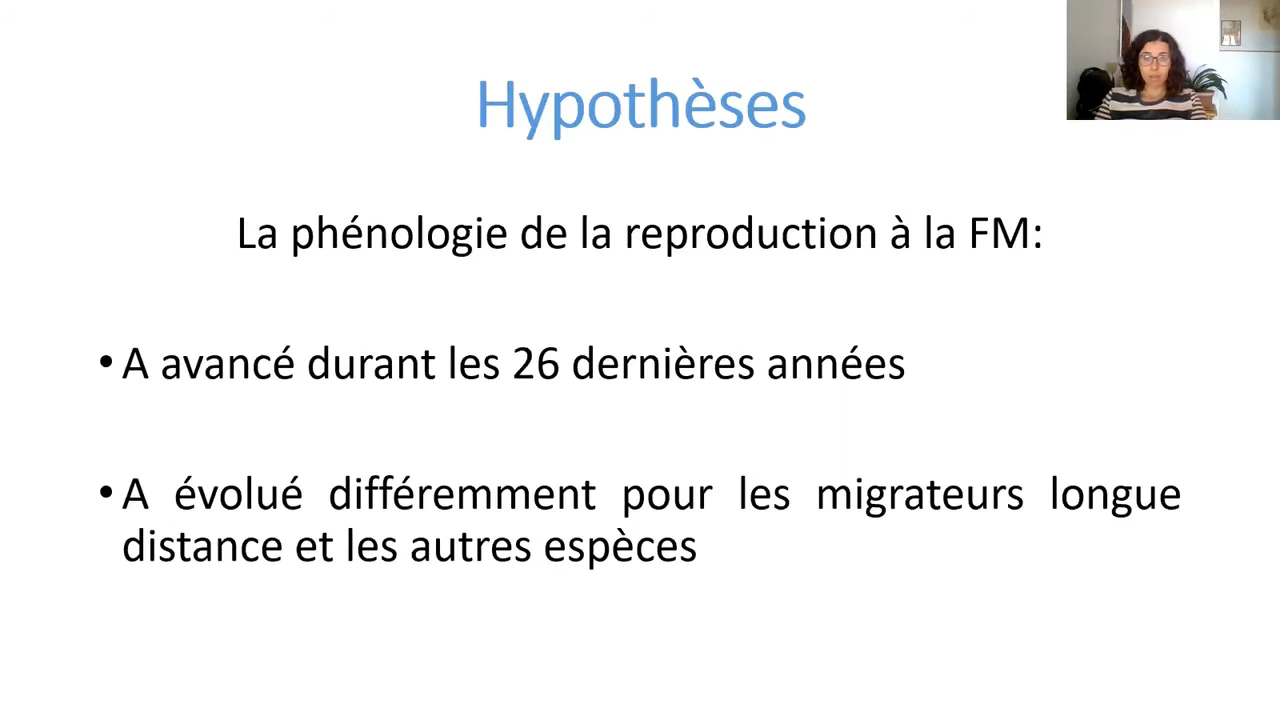 Hypothèses
La phénologie de la reproduction à la FM:
• A avancé durant les 26 dernières années
• A évolué différemment pour les migrateurs longue
distance et les autres espèces